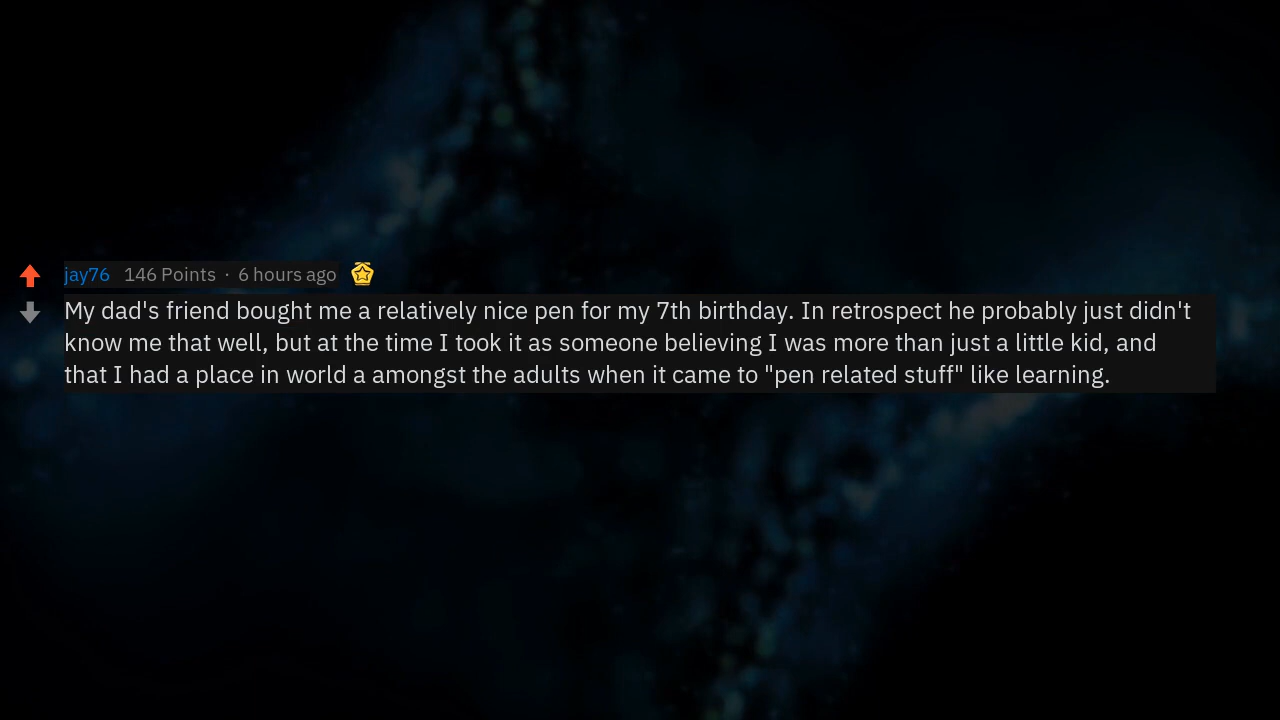 jay76 146 Points · 6 hours ago
My dad's friend bought me a relatively nice pen for my 7th birthday. In retrospect he probably just didn't
know me that well, but at the time I took it as someone believing I was more than just a little kid, and
that I had a place in world a amongst the adults when it came to "pen related stuff" like learning.